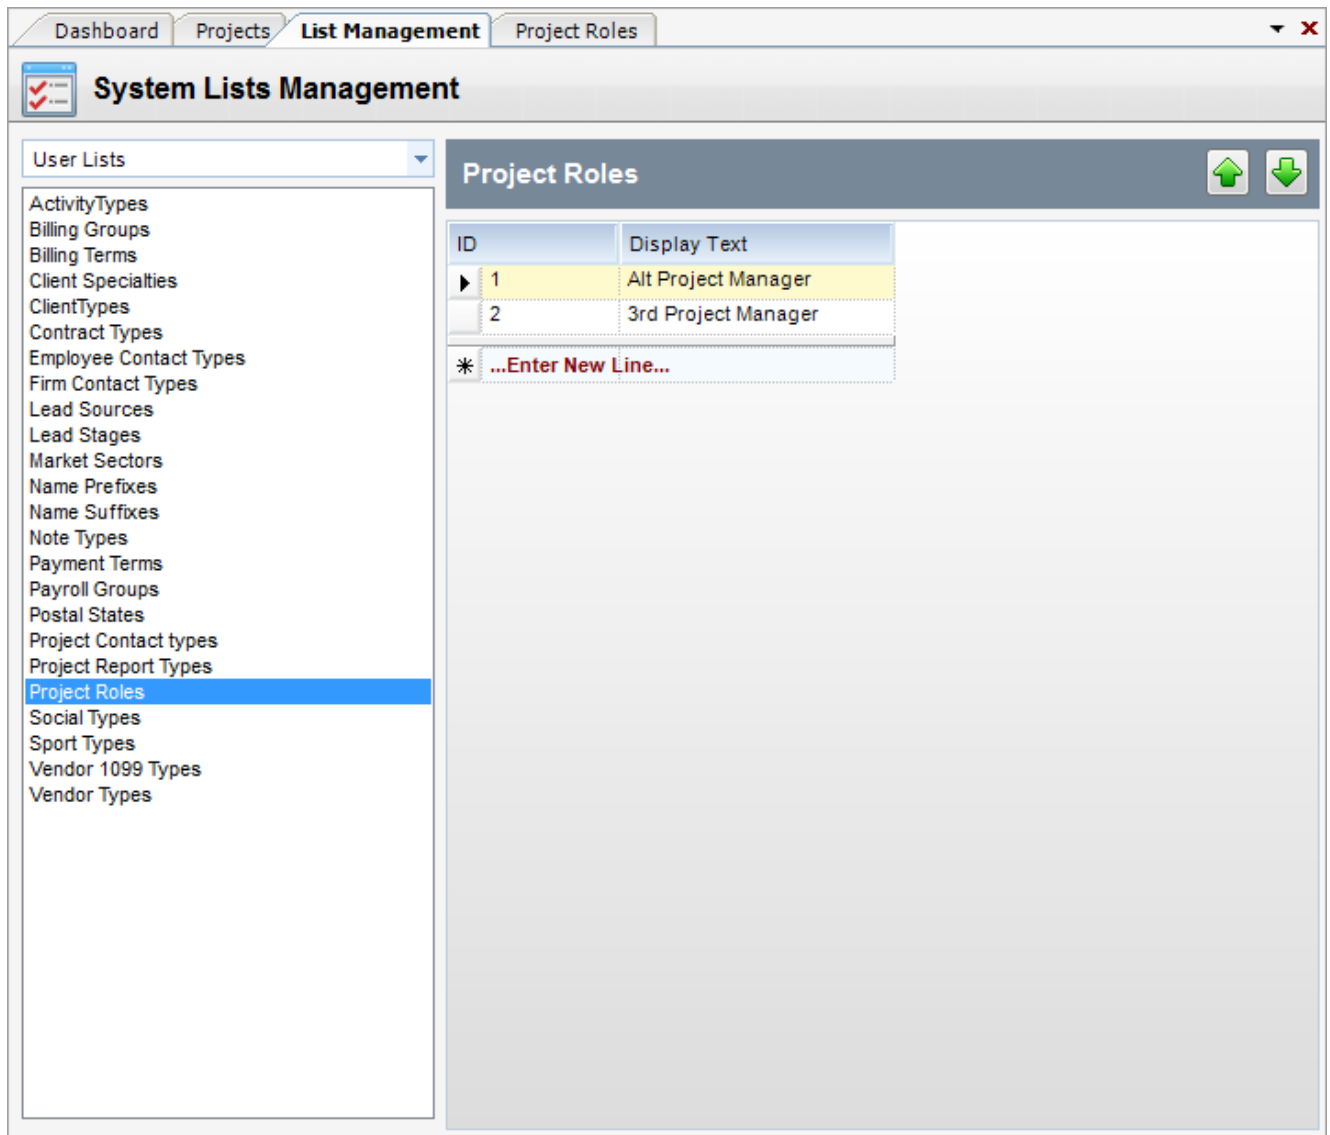 Dashboard Projects List Management Project Roles
System Lists Management
User Lists
ActivityTypes
Billing Groups
Billing Terms
Client Specialties
ClientTypes
Contract Types
Employee Contact Types
Firm Contact Types
Lead Sources
Lead Stages
Market Sectors
Name Prefixes
Name Suffixes
Note Types
Payment Terms
Payroll Groups
Postal States
Project Contact types
Project Report Types
Project Roles
Social Types
Sport Types
Vendor 1099 Types
Vendor Types
Project Roles
ID Display Text
1 Alt Project Manager
2 3rd Project Manager
...Enter New Line...